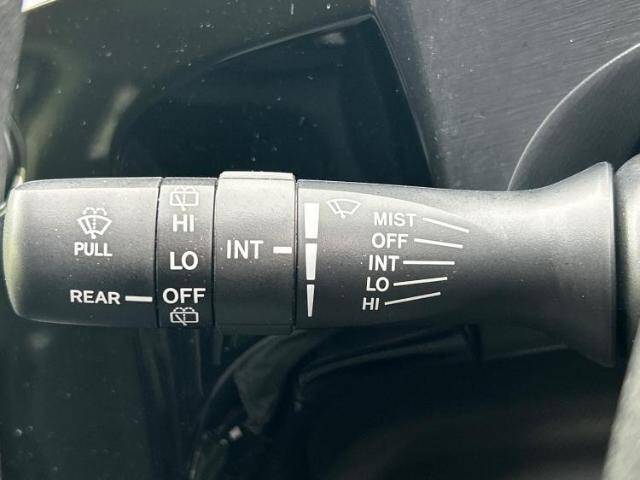 PULL
REAR
HI
LO
OFF
INT
MIST
OFF
INT
LO
HI